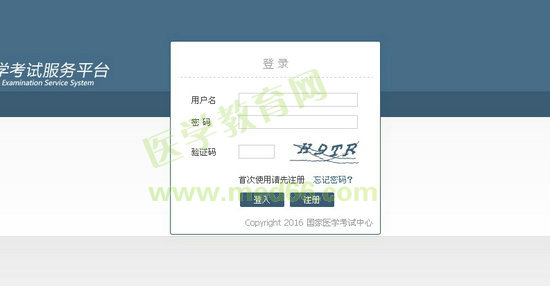 学考试服务平台
Examination Service System
登 录
用户名
密 码
验证码
HDTR
首次使用请先注册 忘记密码?
登入 注册
Copyright 2016 国家医学考试中心
医学教育网
www.med66.com